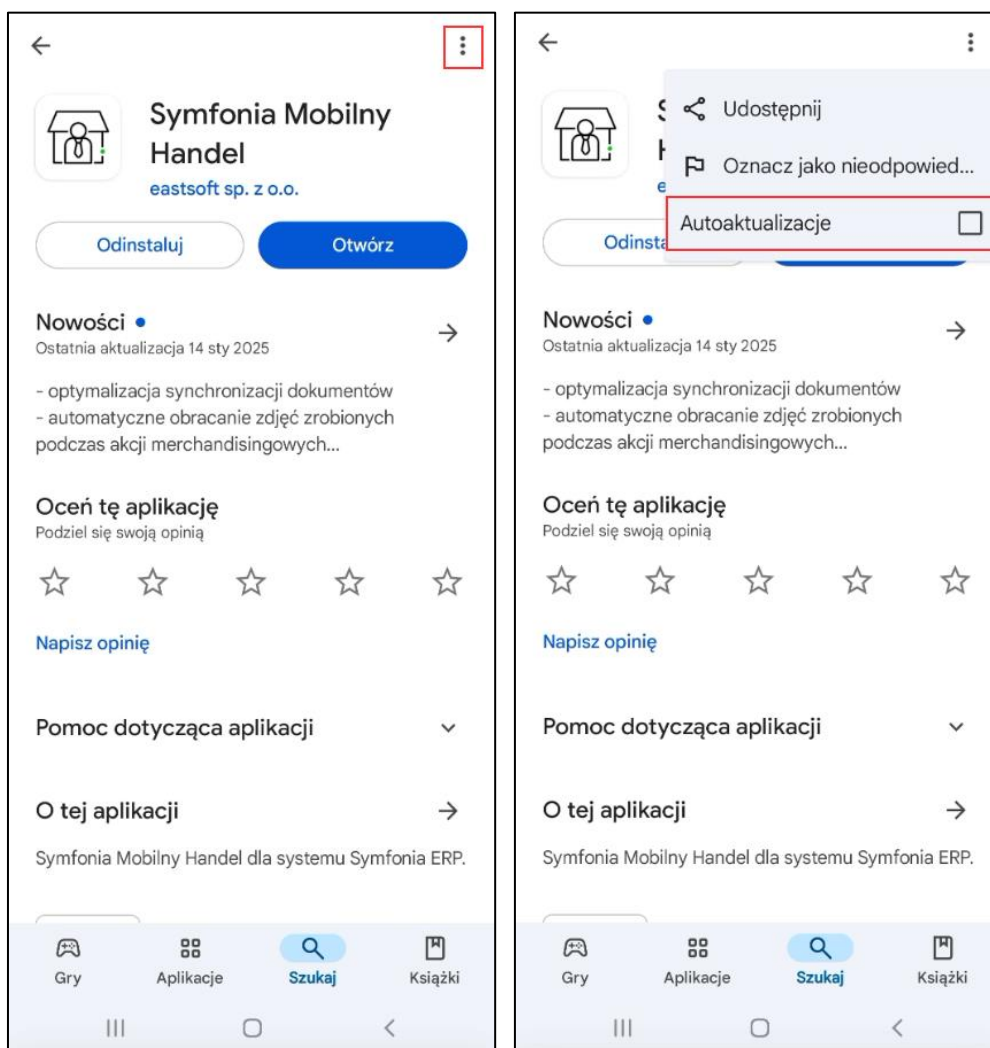 Symfonia Mobilny
Handel
eastsoft sp. z o.o.
Odinstaluj
Otwórz
Nowości
Ostatnia aktualizacja 14 sty 2025
- optymalizacja synchronizacji dokumentów
- automatyczne obracanie zdjęć zrobionych
podczas akcji merchandisingowych...
Oceń tę aplikację
Podziel się swoją opinią
Napisz opinię
Pomoc dotycząca aplikacji
O tej aplikacji
Symfonia Mobilny Handel dla systemu Symfonia ERP.
Gry
Aplikacje
Szukaj
Książki
Udostępnij
Oznacz jako nieodpowied...
Autoaktualizacje
Odinsta
Nowości
Ostatnia aktualizacja 14 sty 2025
- optymalizacja synchronizacji dokumentów
- automatyczne obracanie zdjęć zrobionych
podczas akcji merchandisingowych...
Oceń tę aplikację
Podziel się swoją opinią
Napisz opinię
Pomoc dotycząca aplikacji
O tej aplikacji
Symfonia Mobilny Handel dla systemu Symfonia ERP.
Gry
Aplikacje
Szukaj
Książki